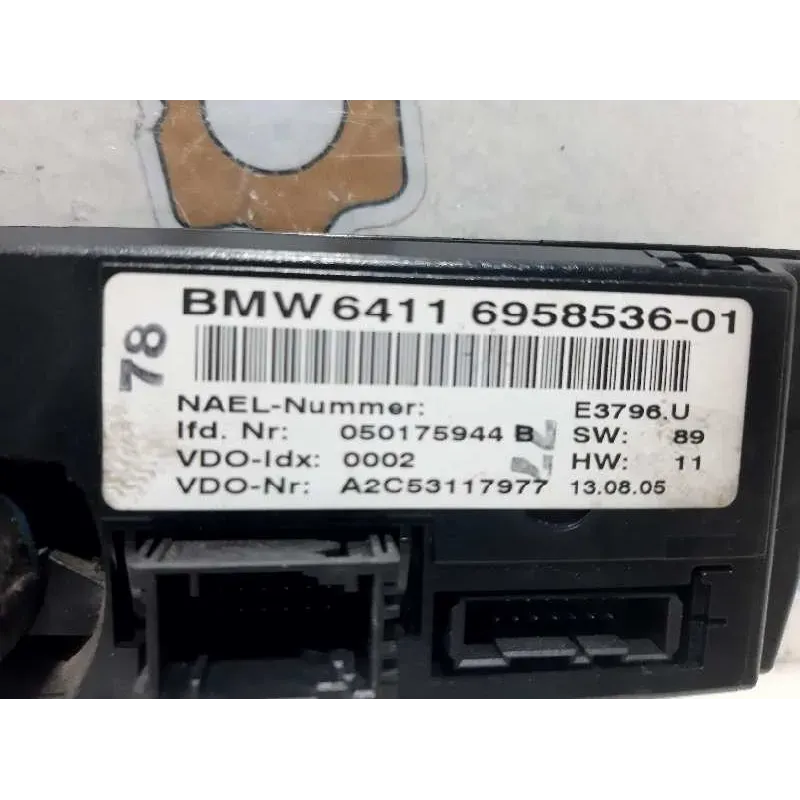 BMW 6411 6958536-01
78
NAEL-Nummer: E3796.U
lfd. Nr: 050175944 B SW: 89
VDO-Idx: 0002 HW: 11
VDO-Nr: A2C53117977 13.08.05
77